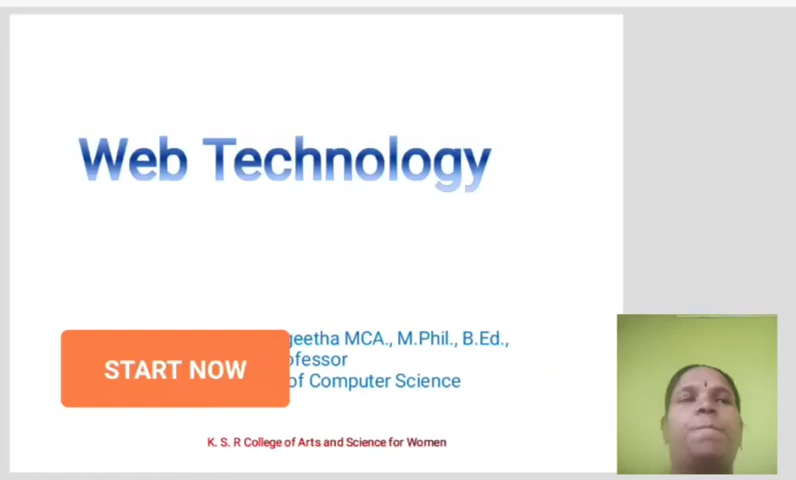 Web Technology
geetha MCA., M.Phil., B.Ed.,
ofessor
START NOW
of Computer Science
K. S. R College of Arts and Science for Women